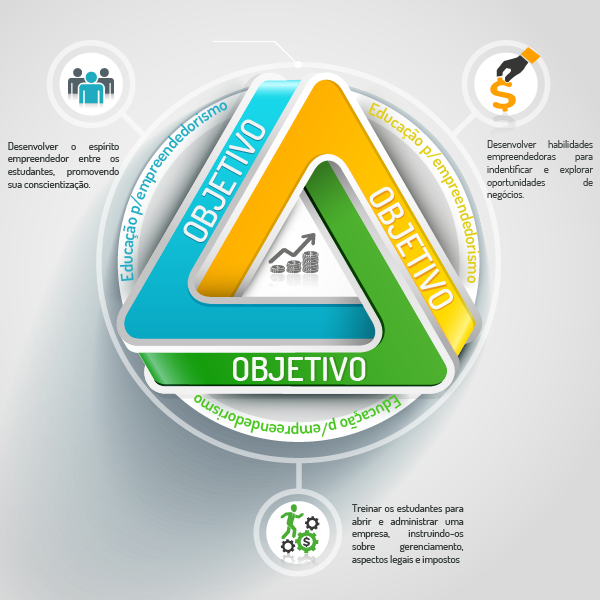 Desenvolver o espírito
empreendedor entre os
estudantes, promovendo
sua conscientização.
Educação p/empreendedorismo
OBJETIVO
Educação p/empreendedorismo
OBJETIVO
Desenvolver habilidades
empreendedoras para
indentificar e explorar
oportunidades de
negócios.
$
OBJETIVO
Educação p/empreendedorismo
Treinar os estudantes para
abrir e administrar uma
empresa, instruindo-os
sobre gerenciamento,
aspectos legais e impostos
$